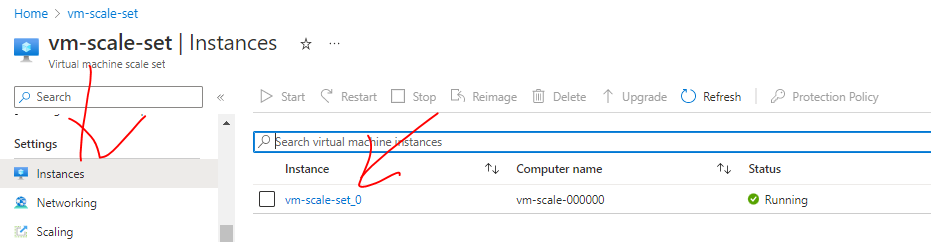 Home > vm-scale-set
vm-scale-set | Instances ☆ ...
Virtual machine scale set
Search «
Start Restart Stop Reimage Delete Upgrade Refresh Protection Policy
Settings
Instances
Networking
Scaling
Search virtual machine instances
Instance ↑↓ Computer name ↑↓ Status
vm-scale-set_0 vm-scale-000000 Running